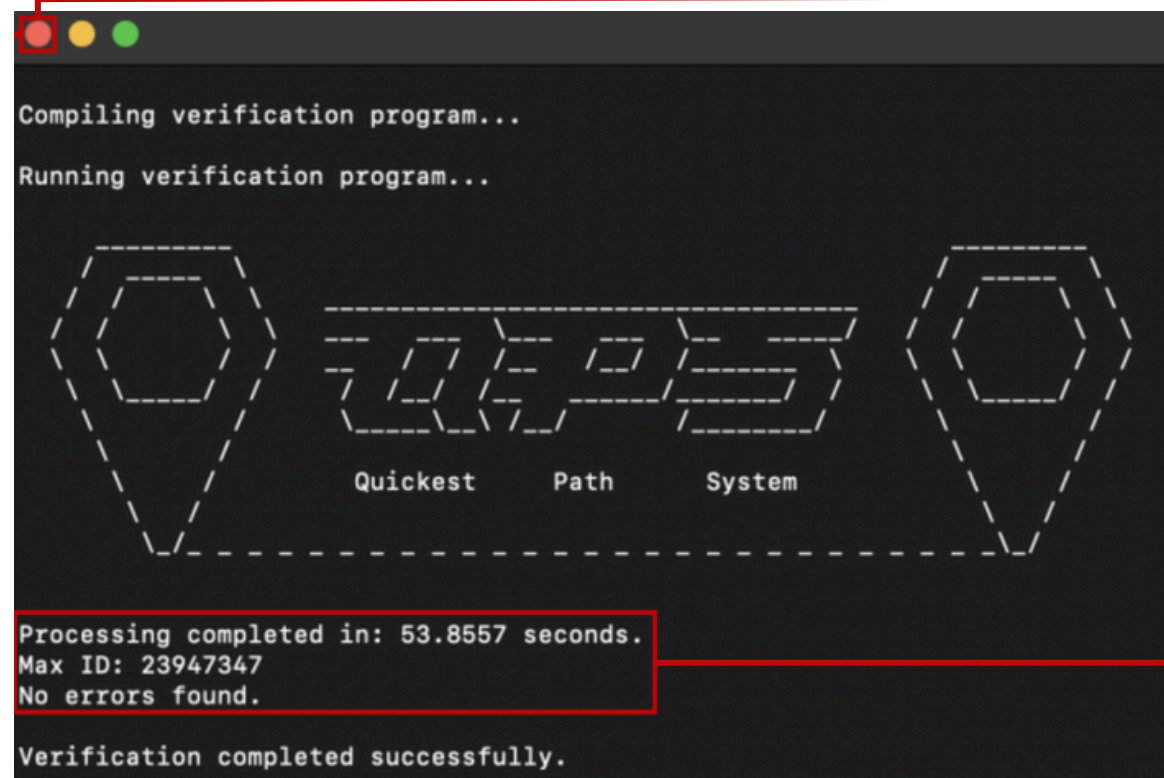 Compiling verification program...
Running verification program...
QPS
Quickest Path System
Processing completed in: 53.8557 seconds.
Max ID: 23947347
No errors found.
Verification completed successfully.